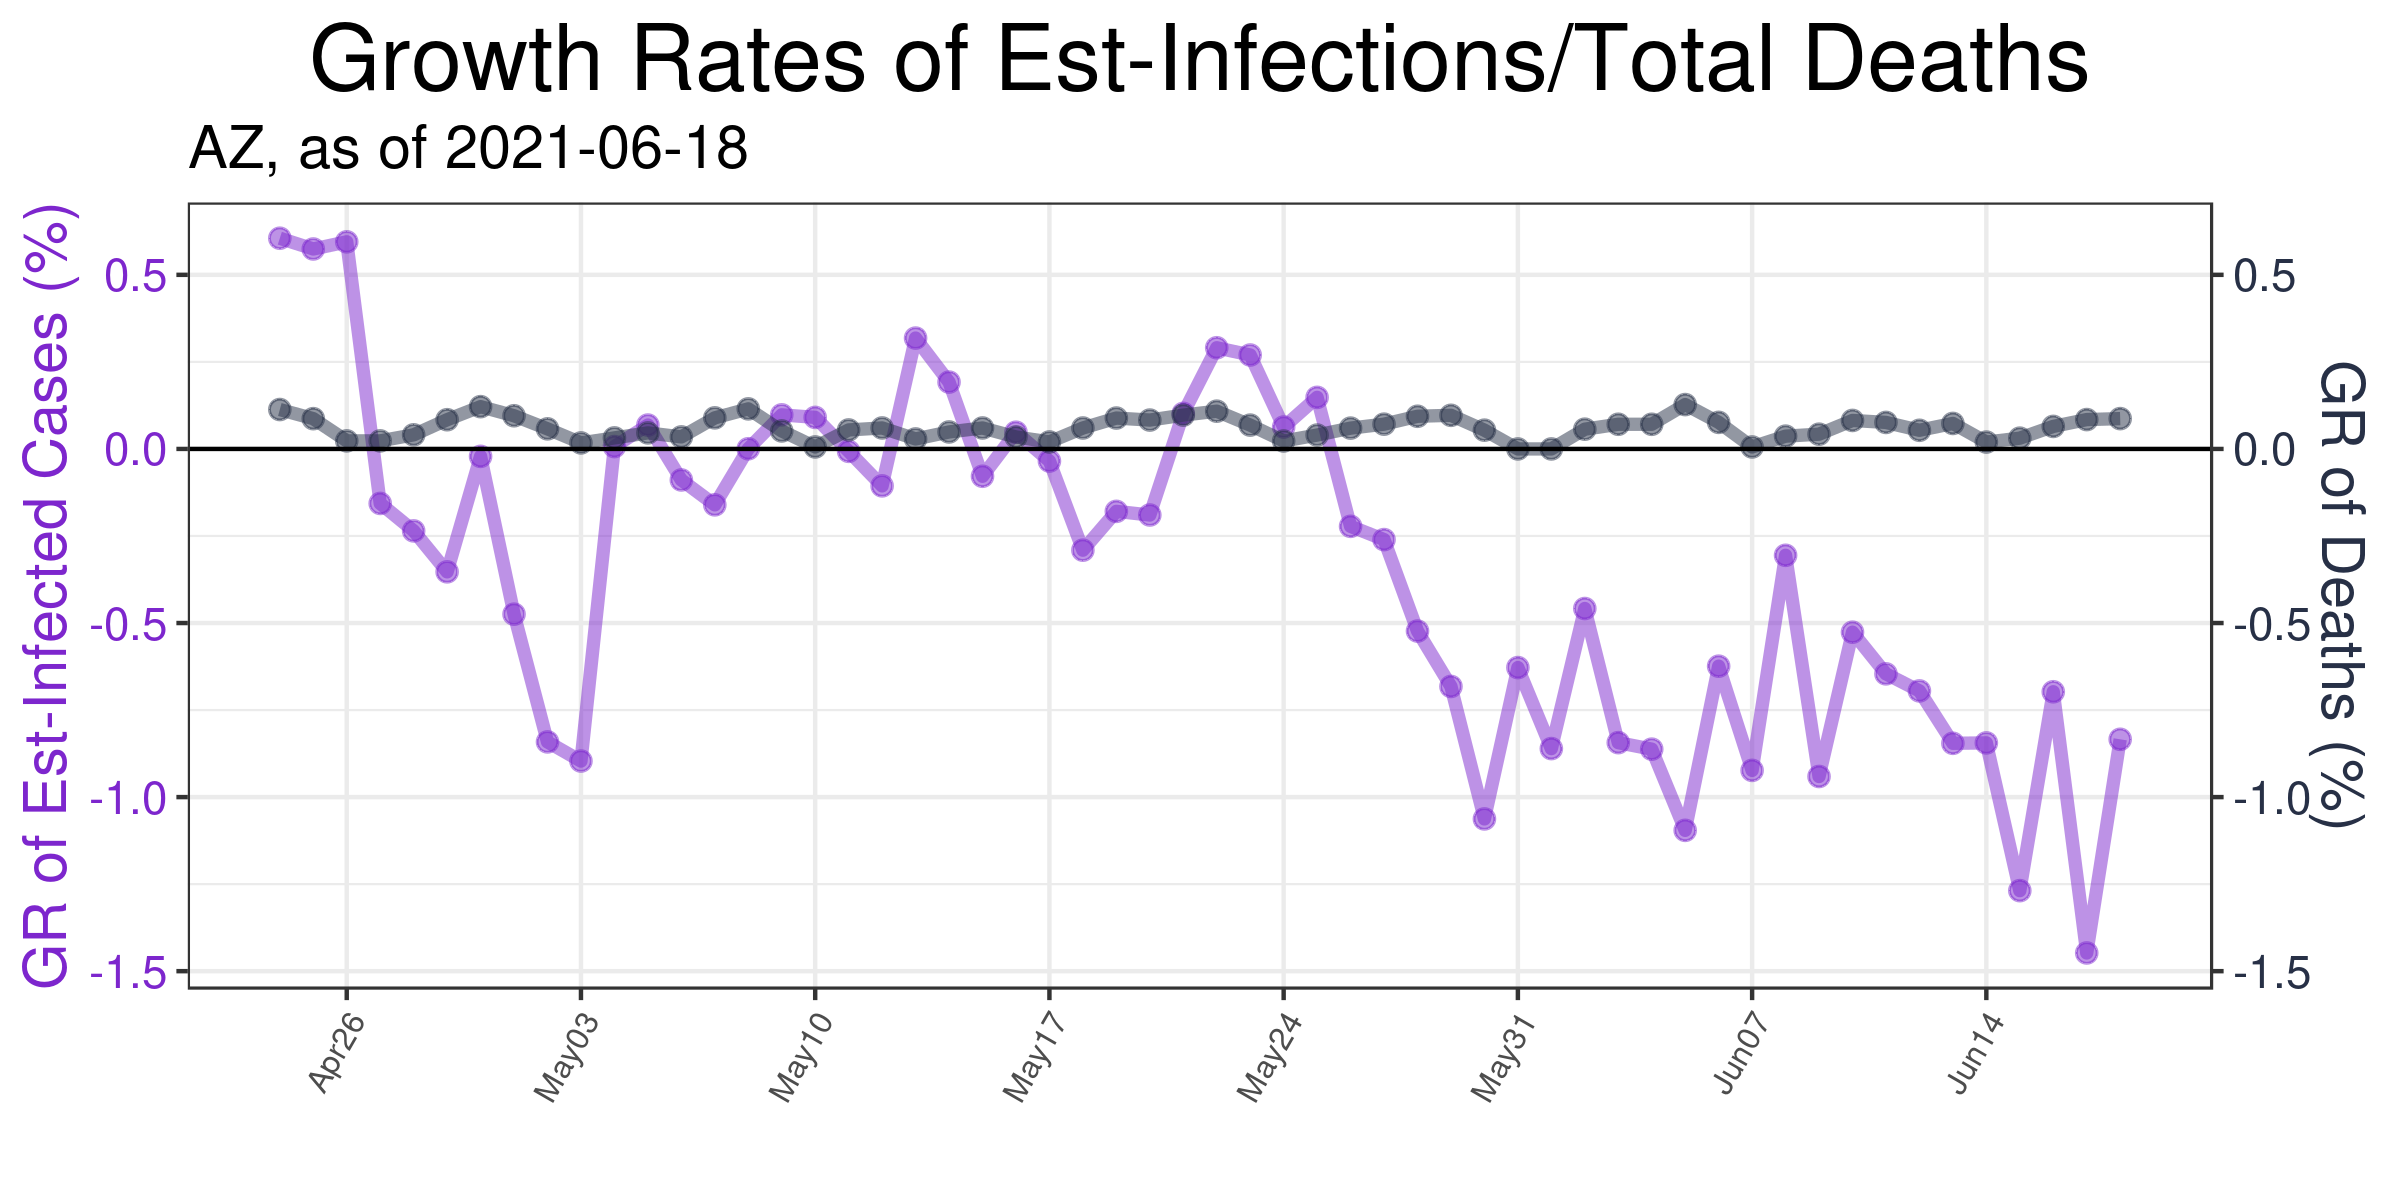 Growth Rates of Est-Infections/Total Deaths
AZ, as of 2021-06-18
GR of Est-Infected Cases (%)
0.5
0.0
-0.5
-1.0
-1.5
0.5
0.0
-0.5
-1.0
-1.5
GR of Deaths (%)
Apr26
May03
May10
May17
May24
May31
Jun07
Jun14